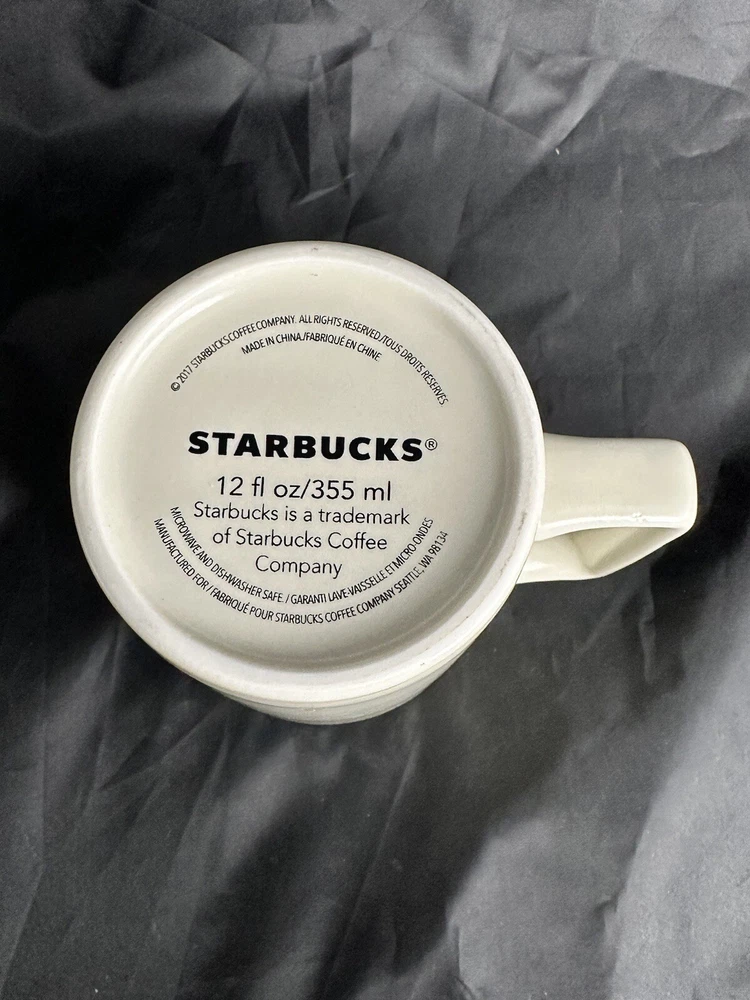 © 2017 STARBUCKS COFFEE COMPANY. ALL RIGHTS RESERVED./TOUS DROITS RESERVES.
MADE IN CHINA/FABRIQUÉ EN CHINE
STARBUCKS®
12 fl oz/355 ml
Starbucks is a trademark
of Starbucks Coffee
Company
MICROWAVE AND DISHWASHER SAFE. / GARANTI LAVE-VAISSELLE ET MICRO-ONDES
MANUFACTURED FOR / FABRIQUÉ POUR STARBUCKS COFFEE COMPANY SEATTLE, WA 98134